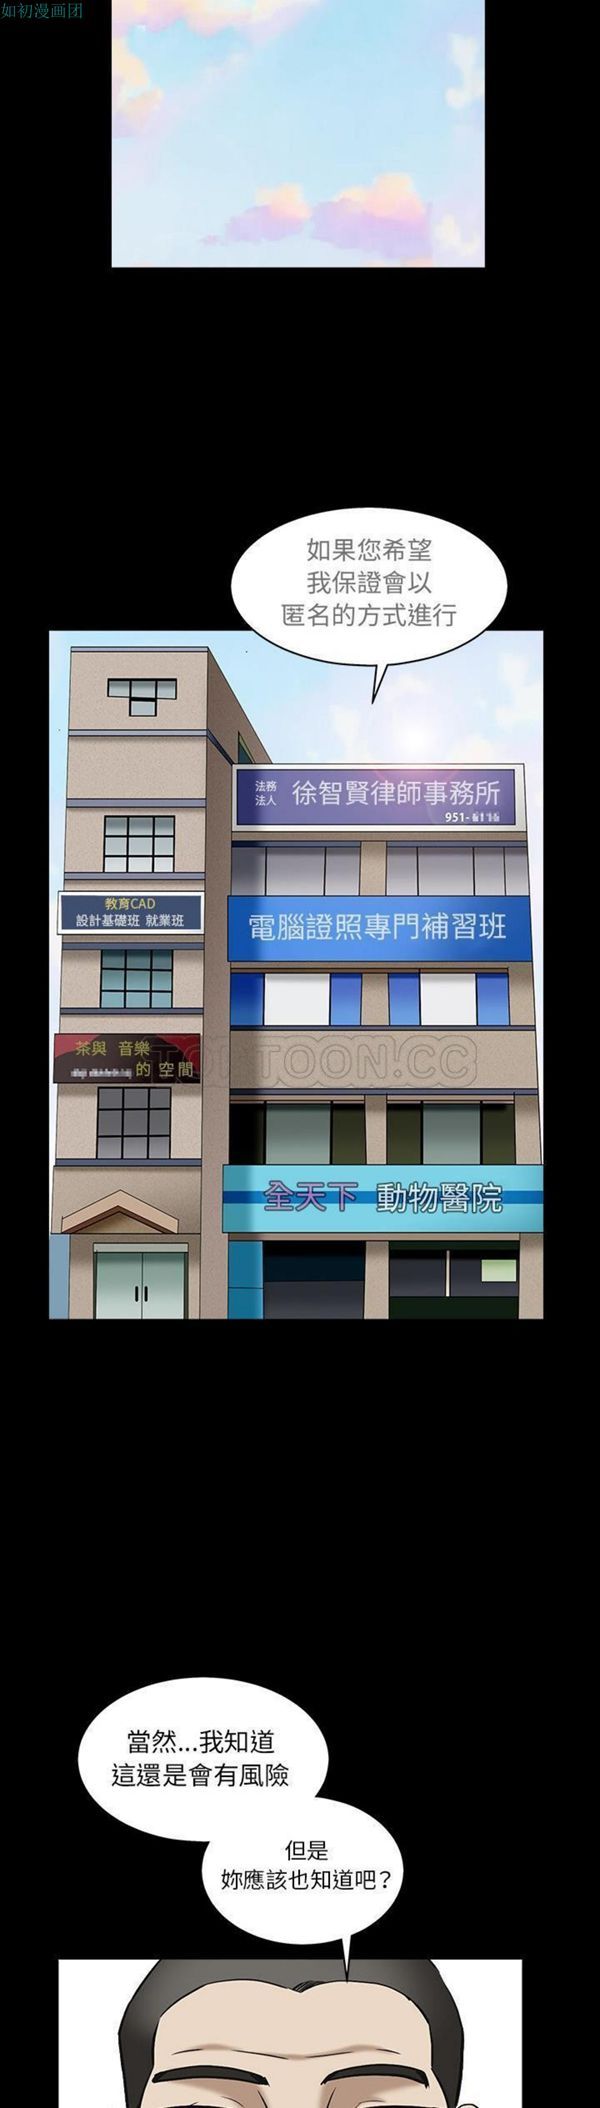 如初漫画团
如果您希望
我保證會以
匿名的方式進行
法務
法人
徐智賢律師事務所
951-
教育CAD
設計基礎班 就業班
電腦證照專門補習班
茶與 音樂
的 空間
TOPTOON.CC
全天下 動物醫院
當然...我知道
這還是會有風險
但是
妳應該也知道吧?